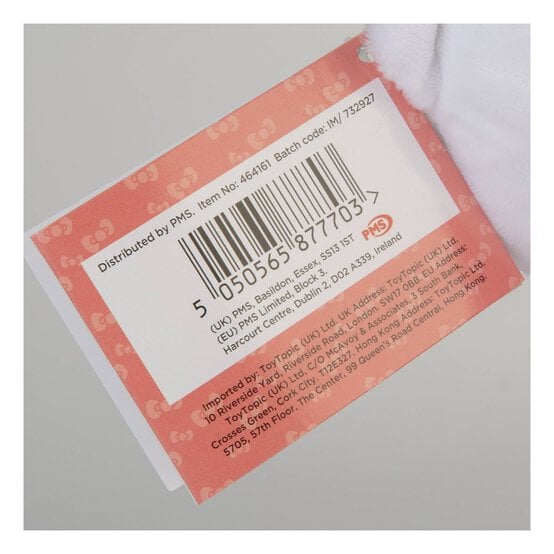 Distributed by PMS. Item No: 464161 Batch code: IM/ 732927
5 050565 877703 >
PMS
(UK) PMS, Basildon, Essex, SS13 1ST
(EU) PMS Limited, Block 3,
Harcourt Centre, Dublin 2, D02 A339, Ireland
Imported by: ToyTopic (UK) Ltd. UK Address: ToyTopic (UK) Ltd,
10 Riverside Yard, Riverside Road, London, SW17 0BB. EU Address:
ToyTopic (UK) Ltd, C/O McAvoy & Associates, 3 South Bank,
Crosses Green, Cork City, T12E327. Hong Kong Address: ToyTopic Ltd.
5705, 57th Floor, The Center, 99 Queen's Road Central, Hong Kong.